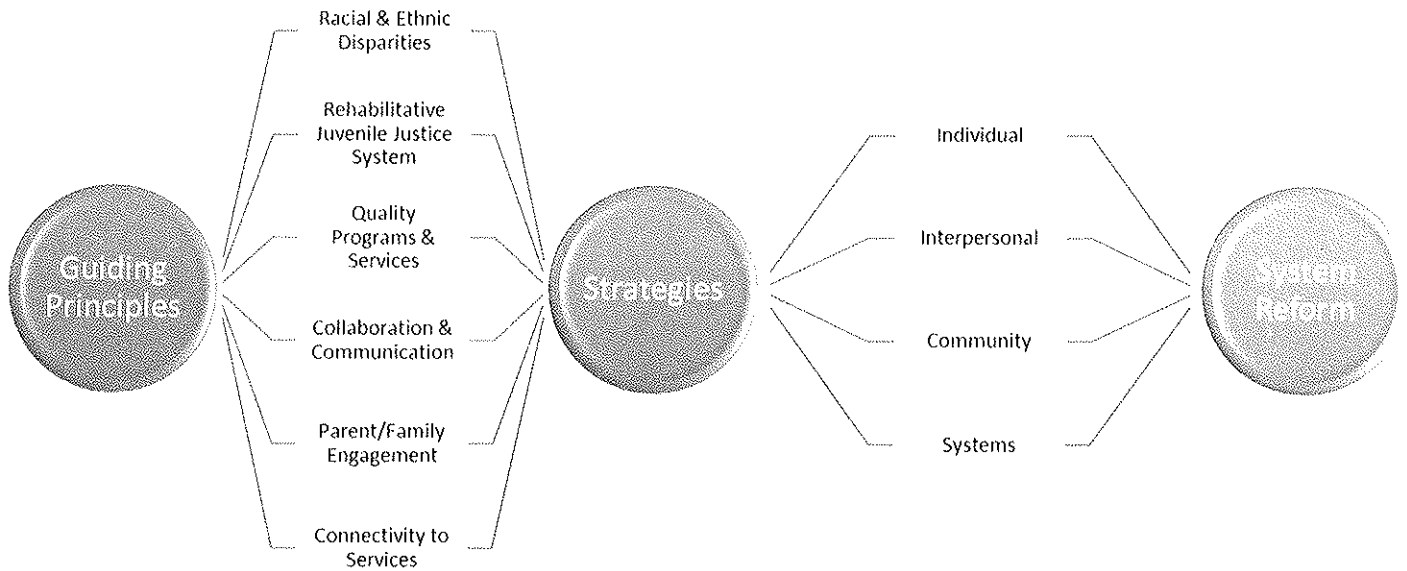 Guiding
Principles
Racial & Ethnic
Disparities
Rehabilitative
Juvenile Justice
System
Quality
Programs &
Services
Collaboration &
Communication
Parent/Family
Engagement
Connectivity to
Services
Strategies
Individual
Interpersonal
Community
Systems
System
Reform